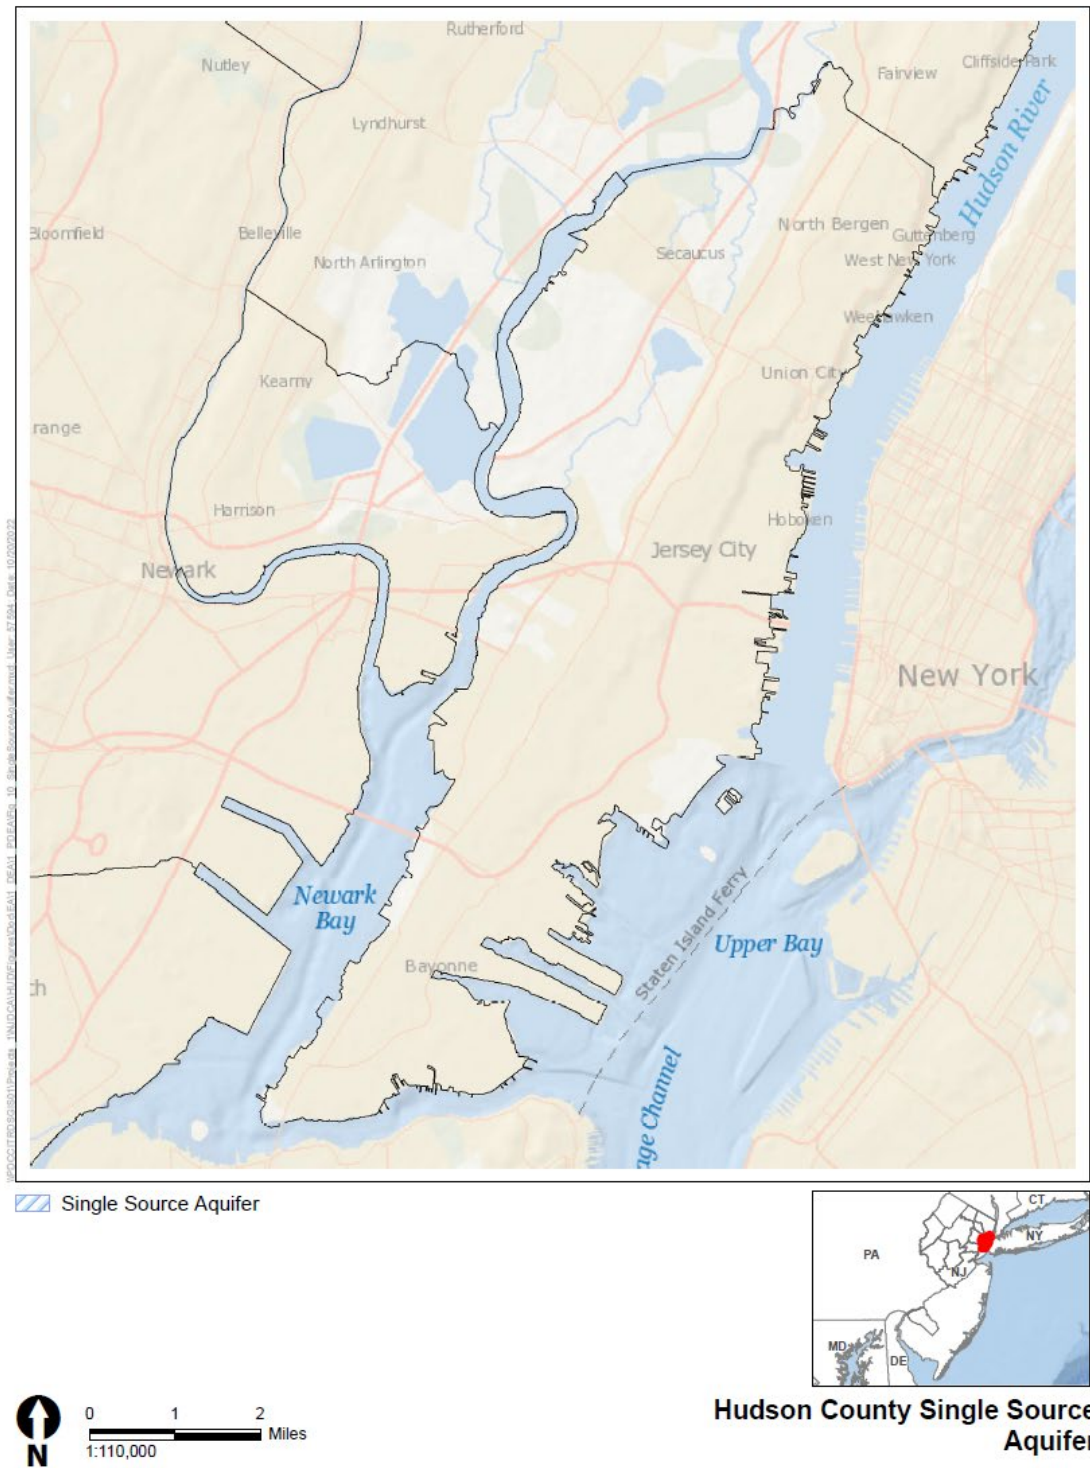 Rutherford
Nutley
Cliffside Park
Fairview
Lyndhurst
Hudson River
Bloomfield
Belleville
North Bergen
Guttenberg
North Arlington
Secaucus
West New York
Weehawken
Kearny
Union City
range
Harrison
Hoboken
Newark
Jersey City
New York
Newark
Bay
Staten Island Ferry
Upper Bay
Bayonne
ch
age Channel
Single Source Aquifer
CT
PA
NY
NJ
MD
DE
N
0 1 2
Miles
1:110,000
Hudson County Single Source
Aquifer